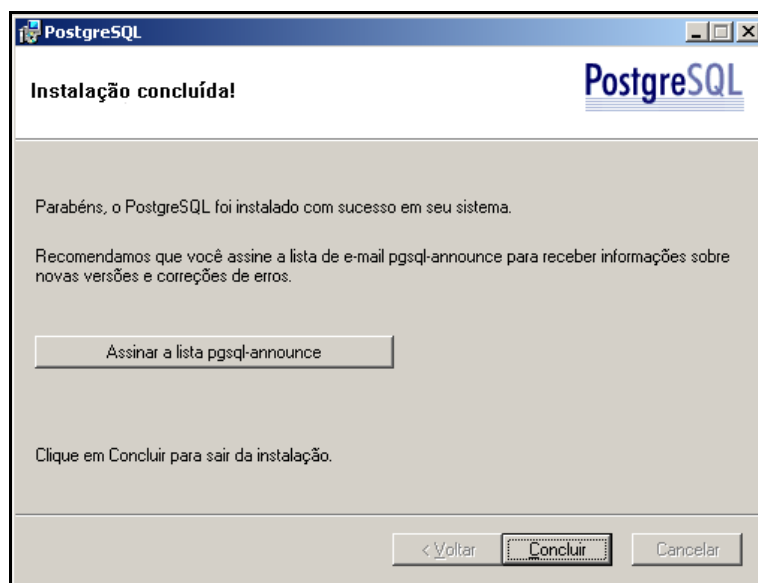 PostgreSQL
Instalação concluída!
PostgreSQL
Parabéns, o PostgreSQL foi instalado com sucesso em seu sistema.
Recomendamos que você assine a lista de e-mail pgsql-announce para receber informações sobre
novas versões e correções de erros.
Assinar a lista pgsql-announce
Clique em Concluir para sair da instalação.
< Voltar
Concluir
Cancelar